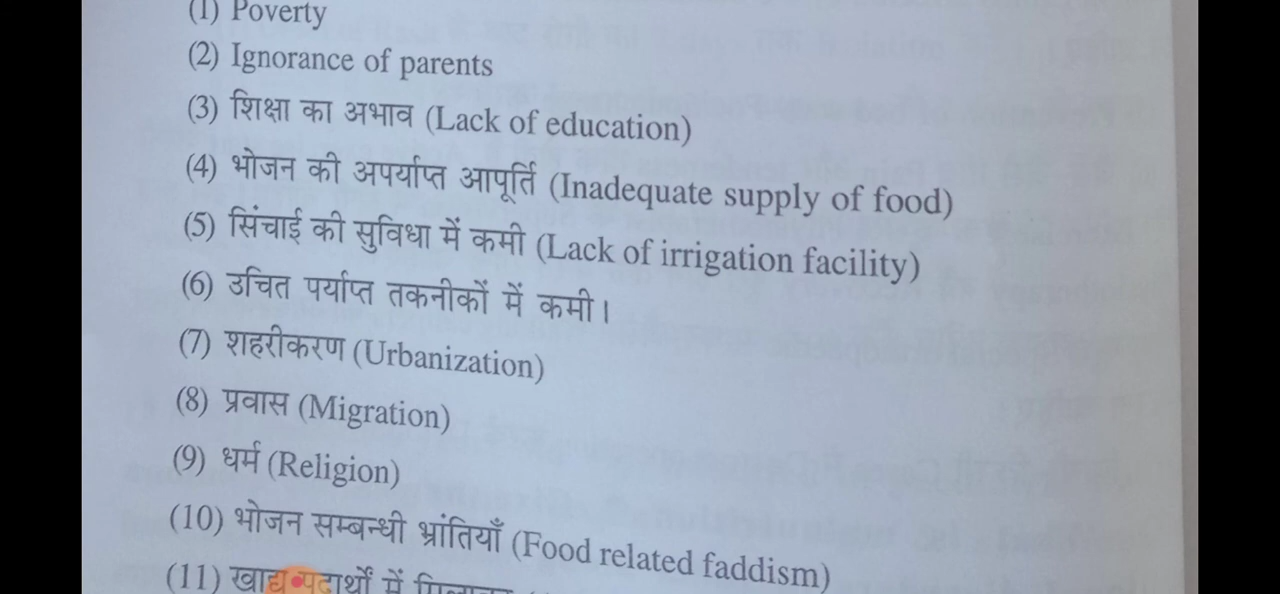 (1) Poverty
(2) Ignorance of parents
(3) शिक्षा का अभाव (Lack of education)
(4) भोजन की अपर्याप्त आपूर्ति (Inadequate supply of food)
(5) सिंचाई की सुविधा में कमी (Lack of irrigation facility)
(6) उचित पर्याप्त तकनीकों में कमी।
(7) शहरीकरण (Urbanization)
(8) प्रवास (Migration)
(9) धर्म (Religion)
(10) भोजन सम्बन्धी भ्रांतियाँ (Food related faddism)
(11) खाद्य पदार्थों में